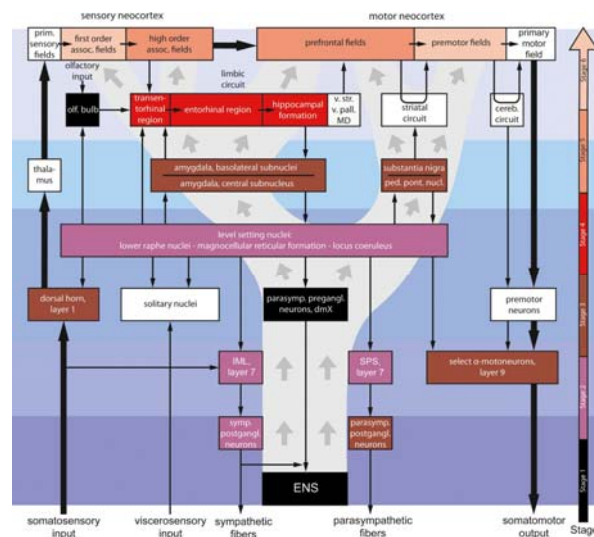 sensory neocortex
motor neocortex
prim.
sensory
fields
first order
assoc. fields
high order
assoc. fields
prefrontal fields
premotor fields
primary
motor
field
olfactory
input
limbic
circuit
olf. bulb
transen-
torhinal
region
entorhinal region
hippocampal
formation
v. str.
v. pall.
MD
striatal
circuit
cereb.
circuit
thala-
mus
amygdala, basolateral subnuclei
amygdala, central subnucleus
substantia nigra
ped. pont. nucl.
level setting nuclei:
lower raphe nuclei - magnocellular reticular formation - locus coeruleus
dorsal horn,
layer 1
solitary nuclei
parasymp. pregangl.
neurons, dmX
premotor
neurons
IML,
layer 7
SPS,
layer 7
select α-motoneurons,
layer 9
symp.
postgangl.
neurons
parasymp.
postgangl.
neurons
ENS
somatosensory
input
viscerosensory
input
sympathetic
fibers
parasympathetic
fibers
somatomotor
output
Stage 6
Stage 5
Stage 4
Stage 3
Stage 2
Stage 1
Stage